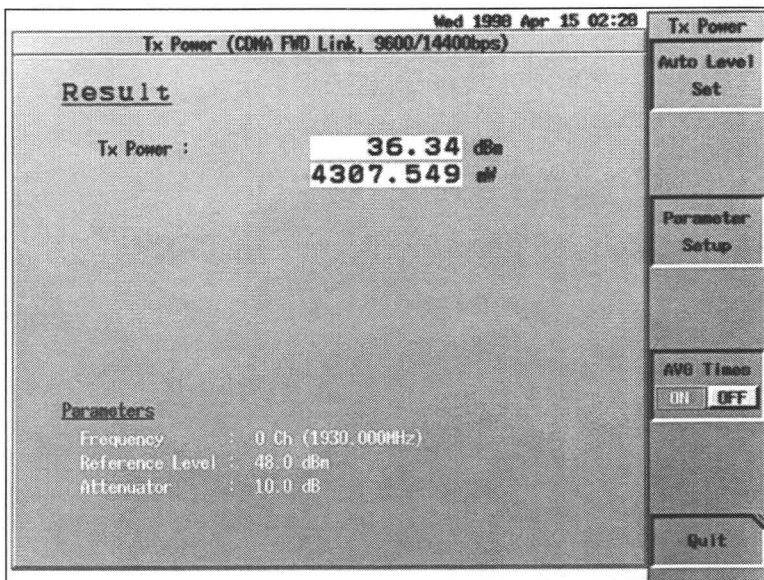 Wed 1998 Apr 15 02:28
Tx Power (CDMA FWD Link, 9600/14400bps)
Result
Tx Power : 36.34 dBm
4307.549 mW
Parameters
Frequency : 0 Ch (1930.000MHz)
Reference Level : 48.0 dBm
Attenuator : 10.0 dB
Tx Power
Auto Level
Set
Parameter
Setup
AVG Times
ON OFF
Quit